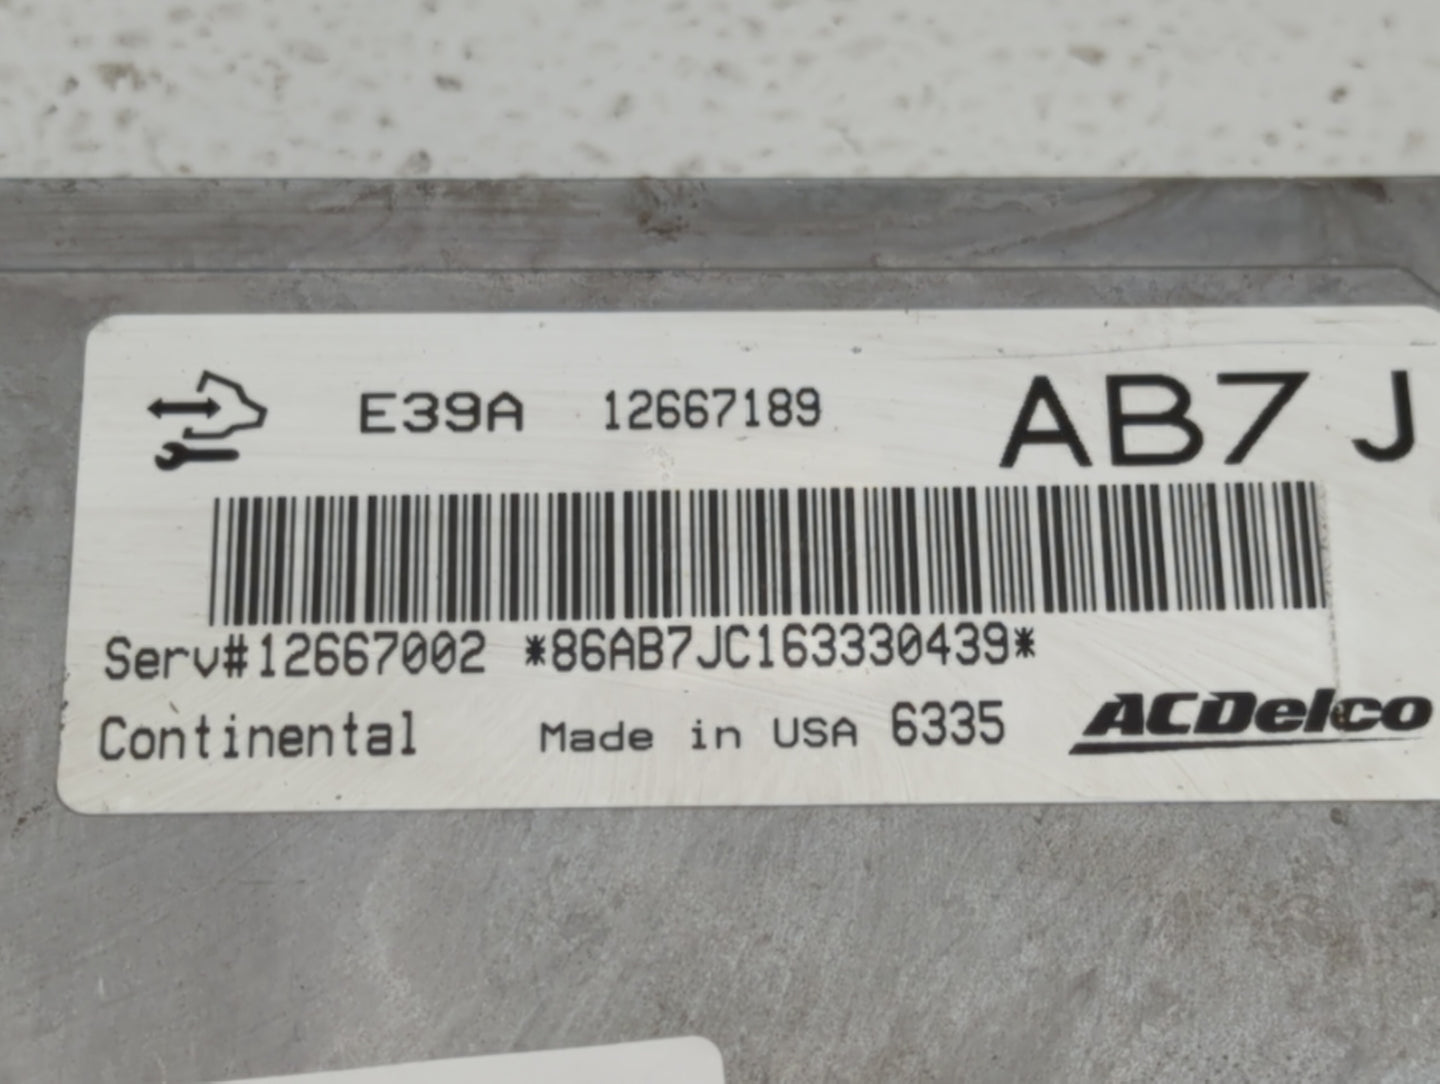 E39A 12667189 AB7 J
Serv#12667002 *86AB7JC163330439*
Continental Made in USA 6335 ACDelco